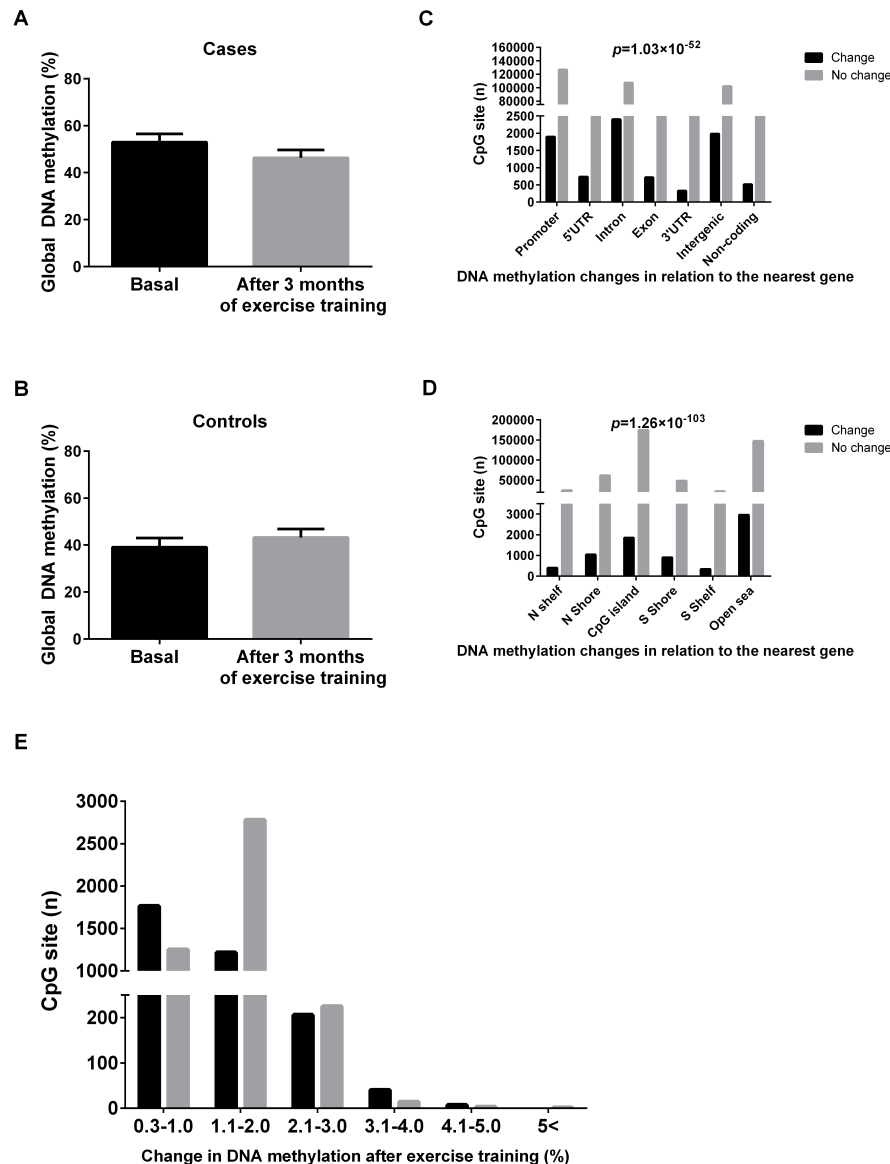 A
Cases
Global DNA methylation (%)
80
60
40
20
0
Basal
After 3 months
of exercise training
C
p=1.03×10-52
CpG site (n)
160000
140000
120000
100000
80000
2500
2000
1500
1000
500
0
Promoter
5'UTR
Intron
Exon
3'UTR
Intergenic
Non-coding
DNA methylation changes in relation to the nearest gene
Change
No change
B
Controls
Global DNA methylation (%)
80
60
40
20
0
Basal
After 3 months
of exercise training
D
p=1.26×10-103
CpG site (n)
200000
150000
100000
50000
3000
2000
1000
0
N shelf
N Shore
CpG island
S Shore
S Shelf
Open sea
DNA methylation changes in relation to the nearest gene
Change
No change
E
CpG site (n)
3000
2500
2000
1500
1000
200
100
0
0.3-1.0
1.1-2.0
2.1-3.0
3.1-4.0
4.1-5.0
5<
Change in DNA methylation after exercise training (%)